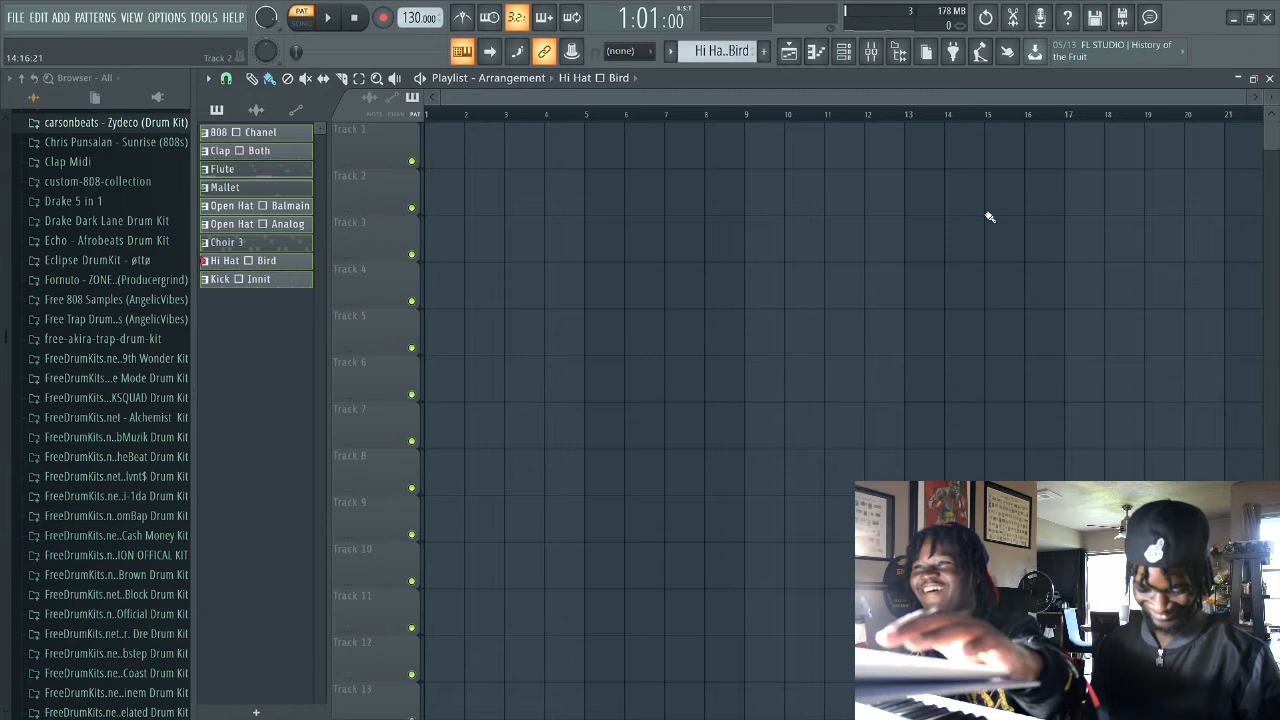 FILE EDIT ADD PATTERNS VIEW OPTIONS TOOLS HELP
PAT
SONG
130.000
3.2.
1:01:00
B:S:T
3
178 MB
0
14:16:21
Track 2
(none)
Hi Ha..Bird
05/13 FL STUDIO | History of
the Fruit
Browser - All
Playlist - Arrangement
Hi Hat □ Bird
NOTE CHAN PAT
1 2 3 4 5 6 7 8 9 10 11 12 13 14 15 16 17 18 19 20 21
carsonbeats - Zydeco (Drum Kit)
Chris Punsalan - Sunrise (808s)
Clap Midi
custom-808-collection
Drake 5 in 1
Drake Dark Lane Drum Kit
Echo - Afrobeats Drum Kit
Eclipse DrumKit - øttø
Fornuto - ZONE..(Producergrind)
Free 808 Samples (AngelicVibes)
Free Trap Drum..s (AngelicVibes)
free-akira-trap-drum-kit
FreeDrumKits.ne..9th Wonder Kit
FreeDrumKits...e Mode Drum Kit
FreeDrumKits...KSQUAD Drum Kit
FreeDrumKits.net - Alchemist Kit
FreeDrumKits.n..bMuzik Drum Kit
FreeDrumKits.n..heBeat Drum Kit
FreeDrumKits.net..lvnt$ Drum Kit
FreeDrumKits.ne...i-1da Drum Kit
FreeDrumKits.n..omBap Drum Kit
FreeDrumKits.ne..Cash Money Kit
FreeDrumKits.n...ION OFFICAL KIT
FreeDrumKits.n..Brown Drum Kit
FreeDrumKits.net..Block Drum Kit
FreeDrumKits.n..Official Drum Kit
FreeDrumKits.net..r. Dre Drum Kit
FreeDrumKits.ne...bstep Drum Kit
FreeDrumKits.n...Coast Drum Kit
FreeDrumKits.ne...inem Drum Kit
FreeDrumKits.n...elated Drum Kit
808 □ Chanel
Clap □ Both
Flute
Mallet
Open Hat □ Balmain
Open Hat □ Analog
Choir 3
Hi Hat □ Bird
Kick □ Innit
Track 1
Track 2
Track 3
Track 4
Track 5
Track 6
Track 7
Track 8
Track 9
Track 10
Track 11
Track 12
Track 13